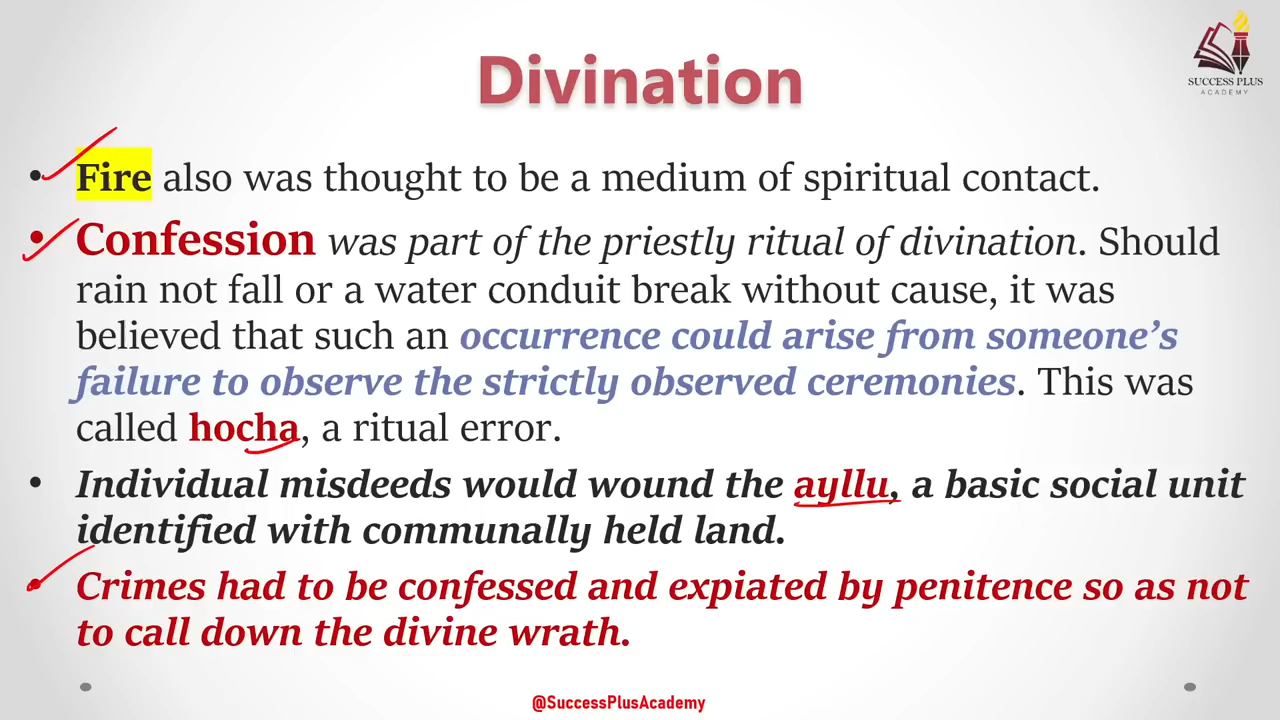 Divination
SUCCESS PLUS
ACADEMY
• Fire also was thought to be a medium of spiritual contact.
• Confession was part of the priestly ritual of divination. Should
rain not fall or a water conduit break without cause, it was
believed that such an occurrence could arise from someone's
failure to observe the strictly observed ceremonies. This was
called hocha, a ritual error.
• Individual misdeeds would wound the ayllu, a basic social unit
identified with communally held land.
• Crimes had to be confessed and expiated by penitence so as not
to call down the divine wrath.
@SuccessPlusAcademy